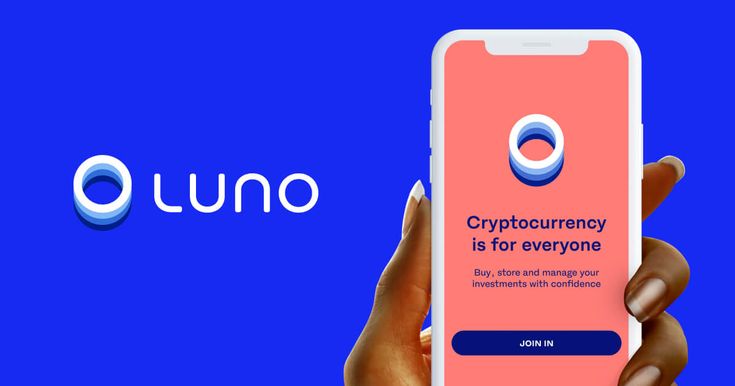 LUNO
Cryptocurrency
is for everyone
Buy, store and manage your
investments with confidence
JOIN IN